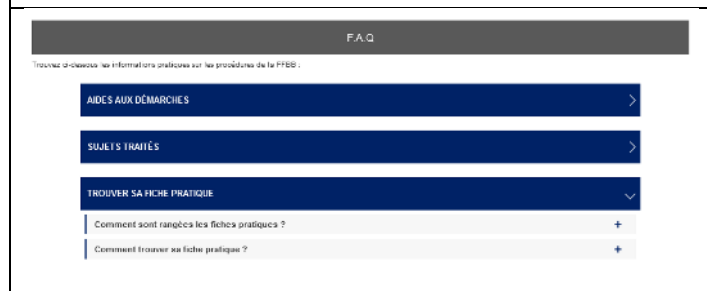 F.A.Q
Trouvez ci-dessous les informations pratiques sur les procédures de la FFBB :
AIDES AUX DÉMARCHES
SUJETS TRAITÉS
TROUVER SA FICHE PRATIQUE
Comment sont rangées les fiches pratiques ?
Comment trouver sa fiche pratique ?